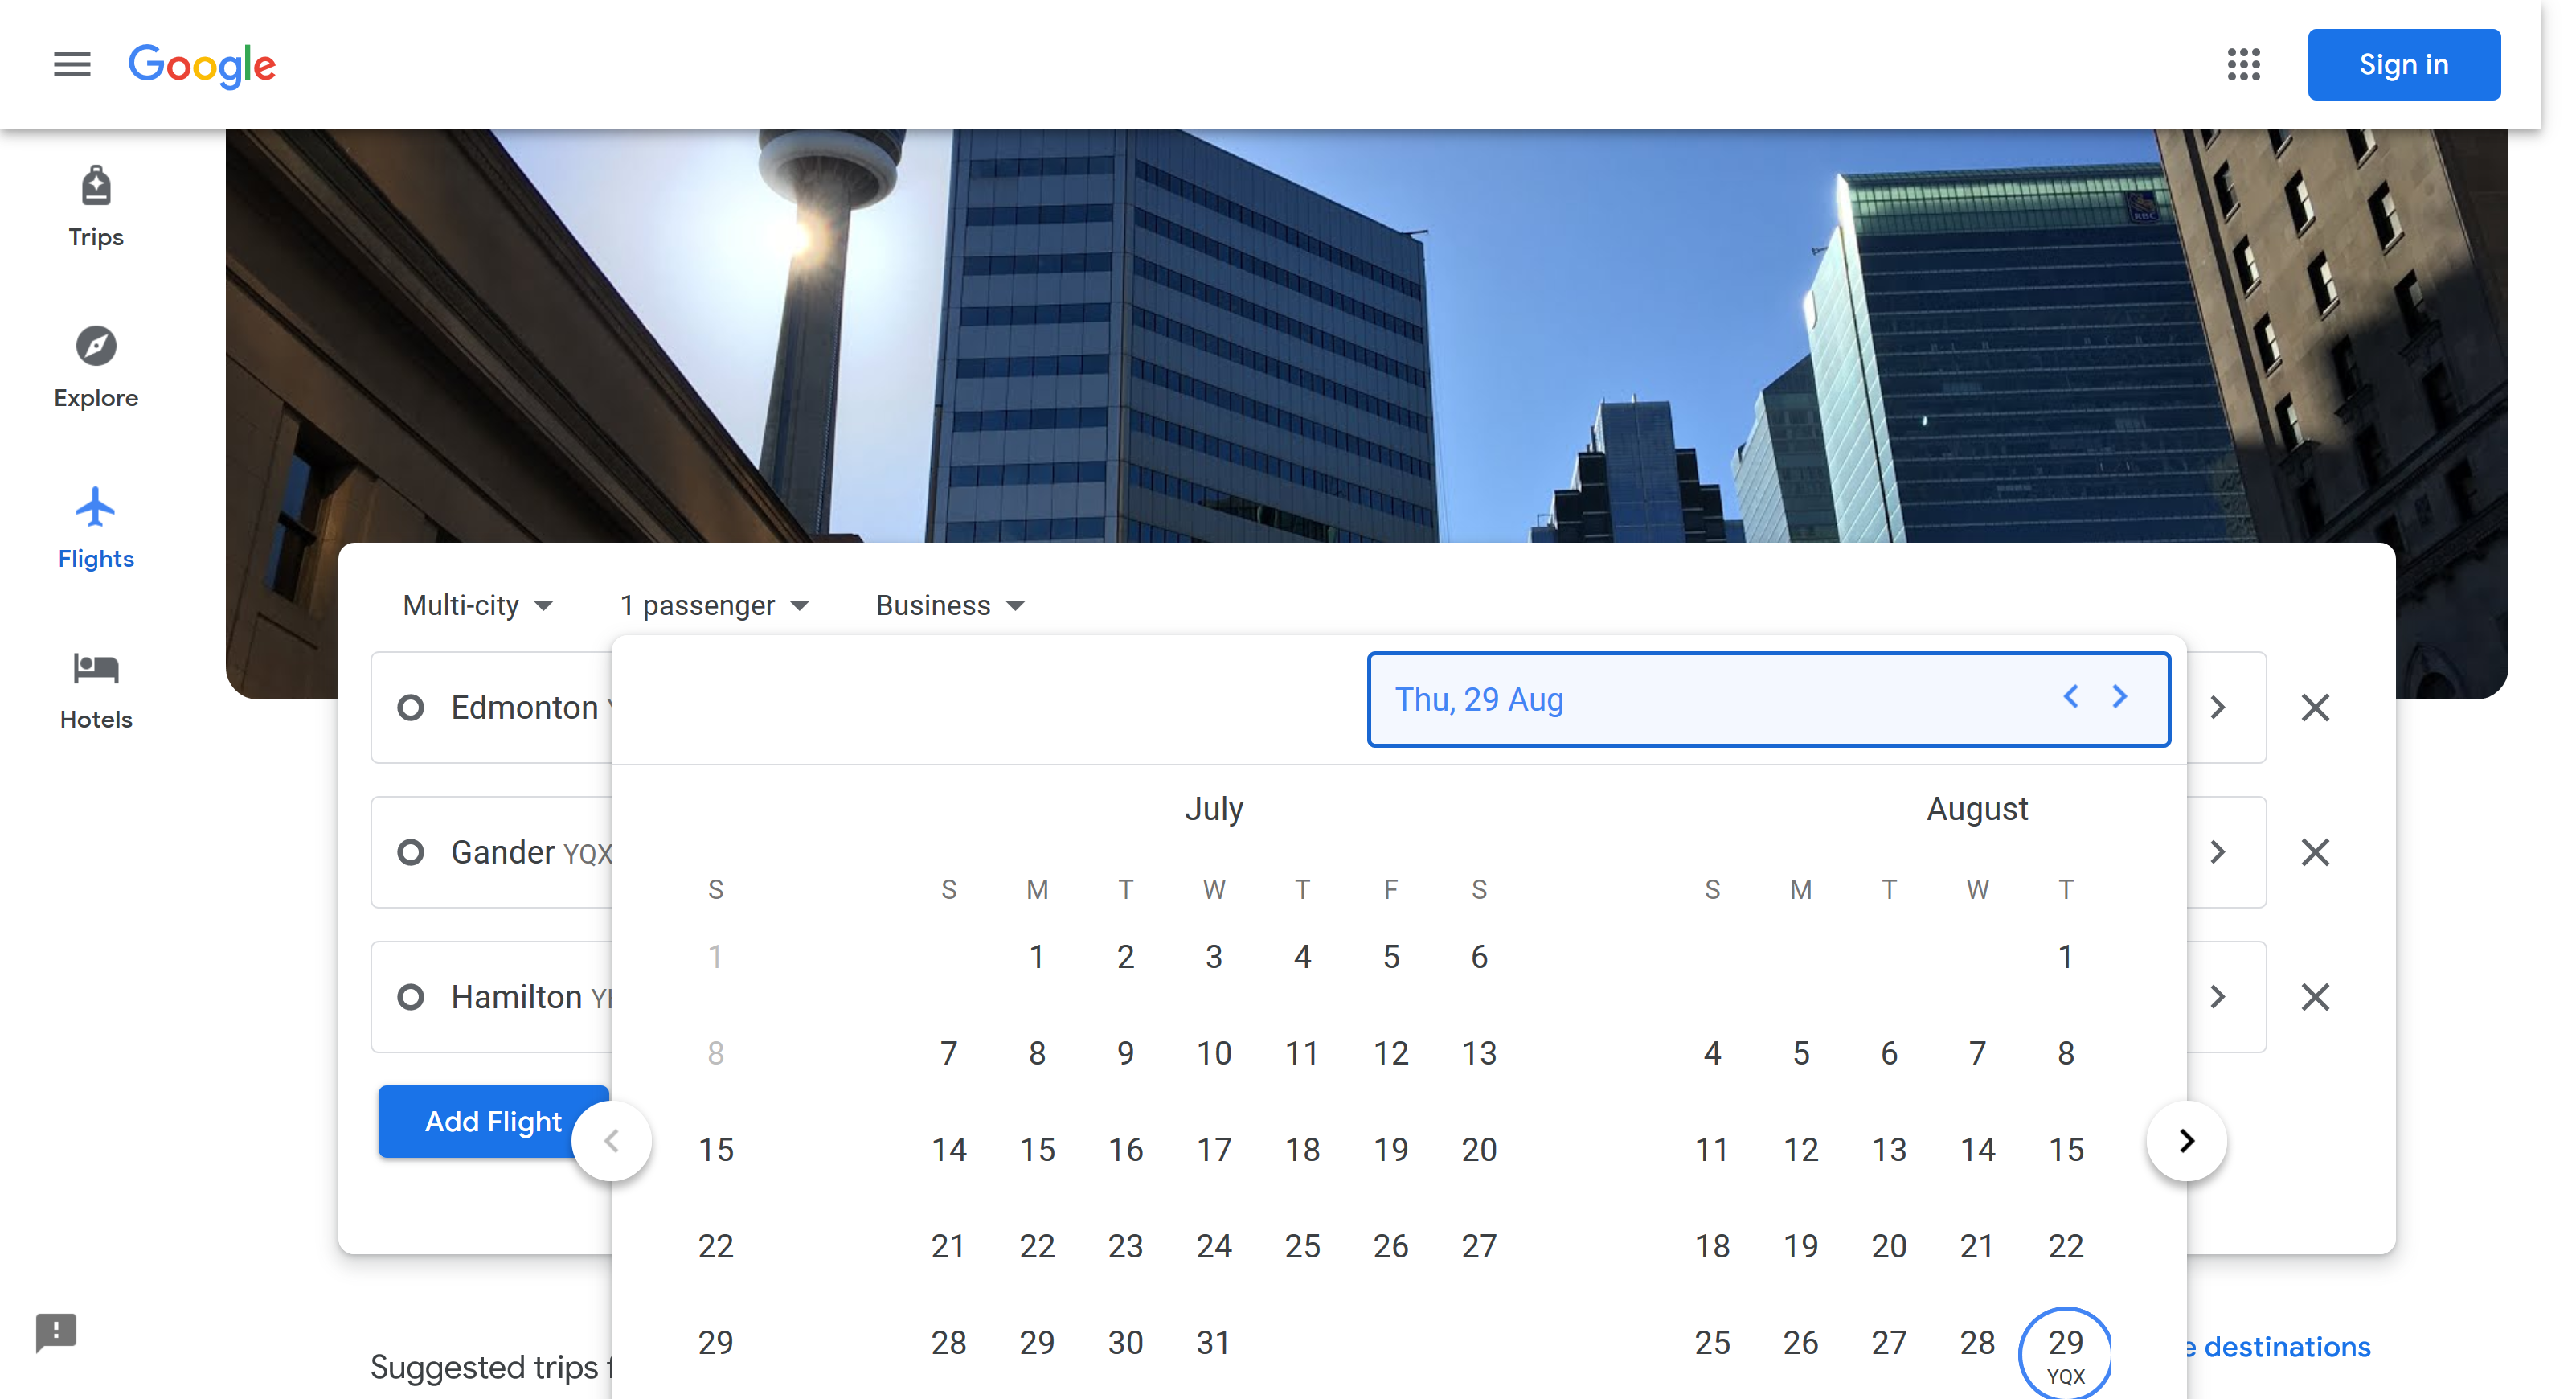 Google
Sign in
Trips
Explore
Flights
Hotels
RBC
Multi-city
1 passenger
Business
Edmonton
Thu, 29 Aug
Gander YQX
Hamilton
Add Flight
July
August
S S M T W T F S S M T W T
1 1 2 3 4 5 6 1
8 7 8 9 10 11 12 13 4 5 6 7 8
15 14 15 16 17 18 19 20 11 12 13 14 15
22 21 22 23 24 25 26 27 18 19 20 21 22
29 28 29 30 31 25 26 27 28 29
YQX
Suggested trips
destinations